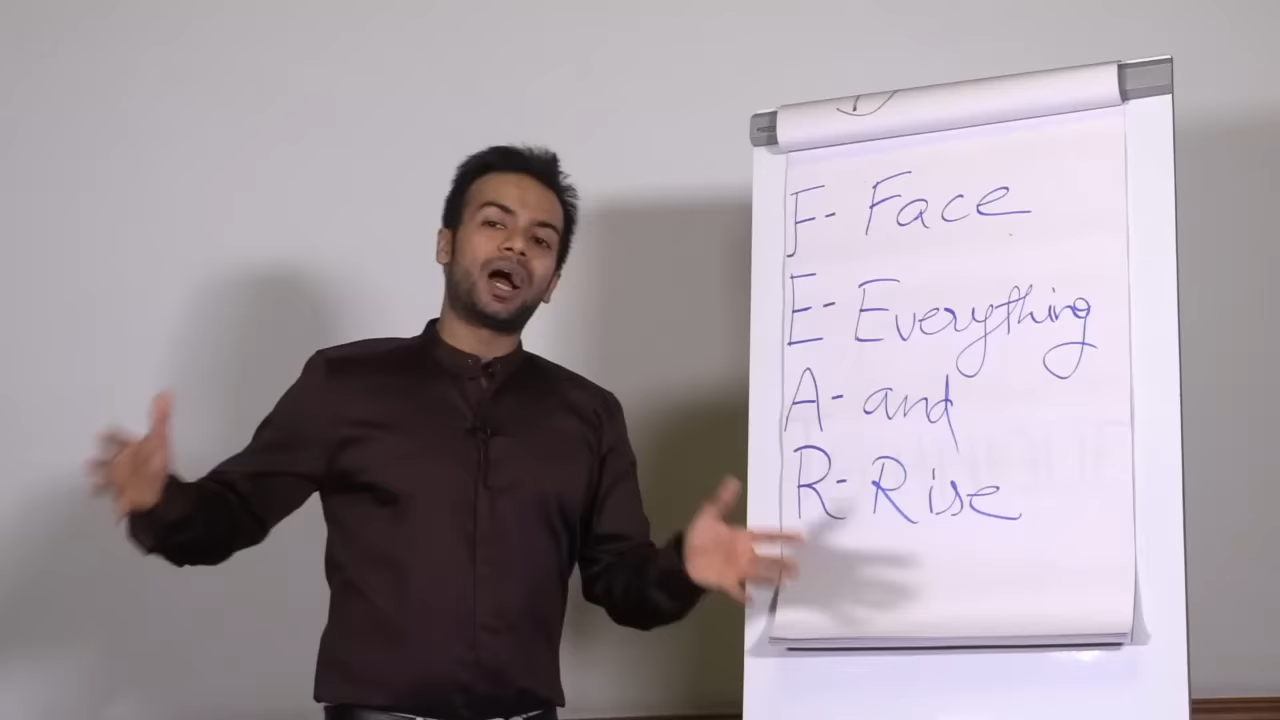 F- Face
E- Everything
A- and
R- Rise